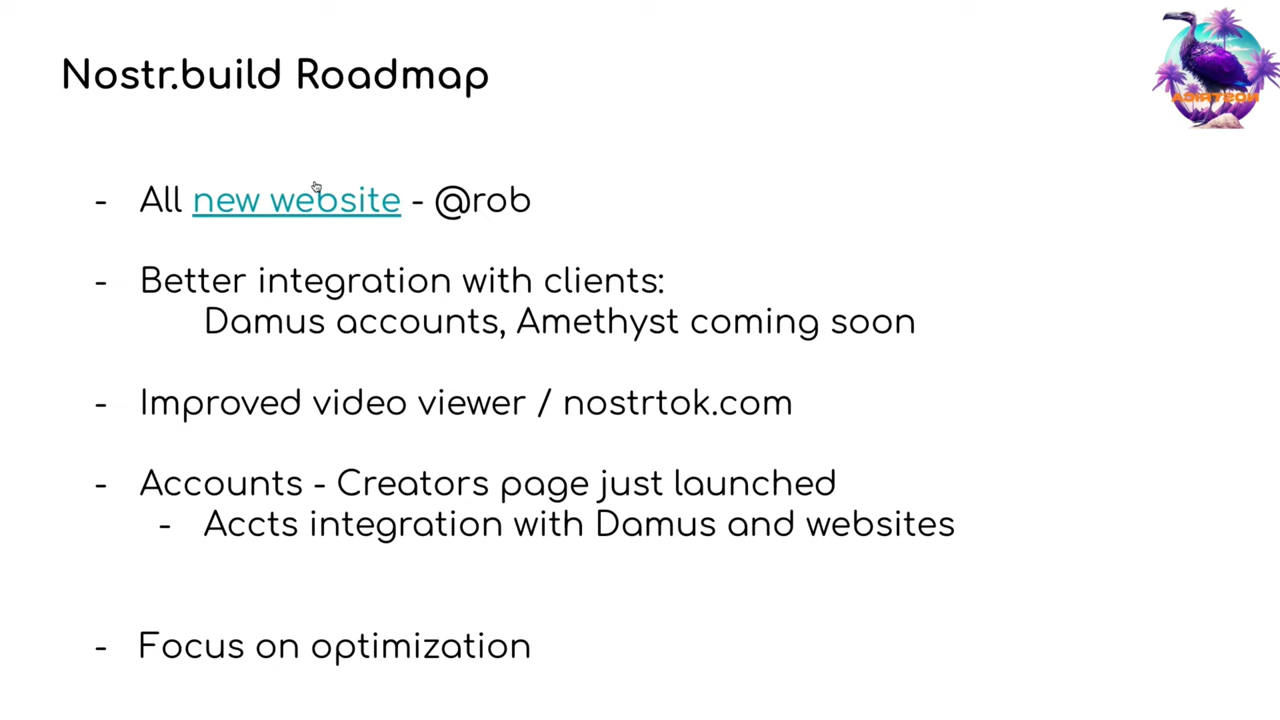 Nostr.build Roadmap
NOSTRICA
- All new website - @rob
- Better integration with clients:
Damus accounts, Amethyst coming soon
- Improved video viewer / nostrtok.com
- Accounts - Creators page just launched
- Accts integration with Damus and websites
- Focus on optimization